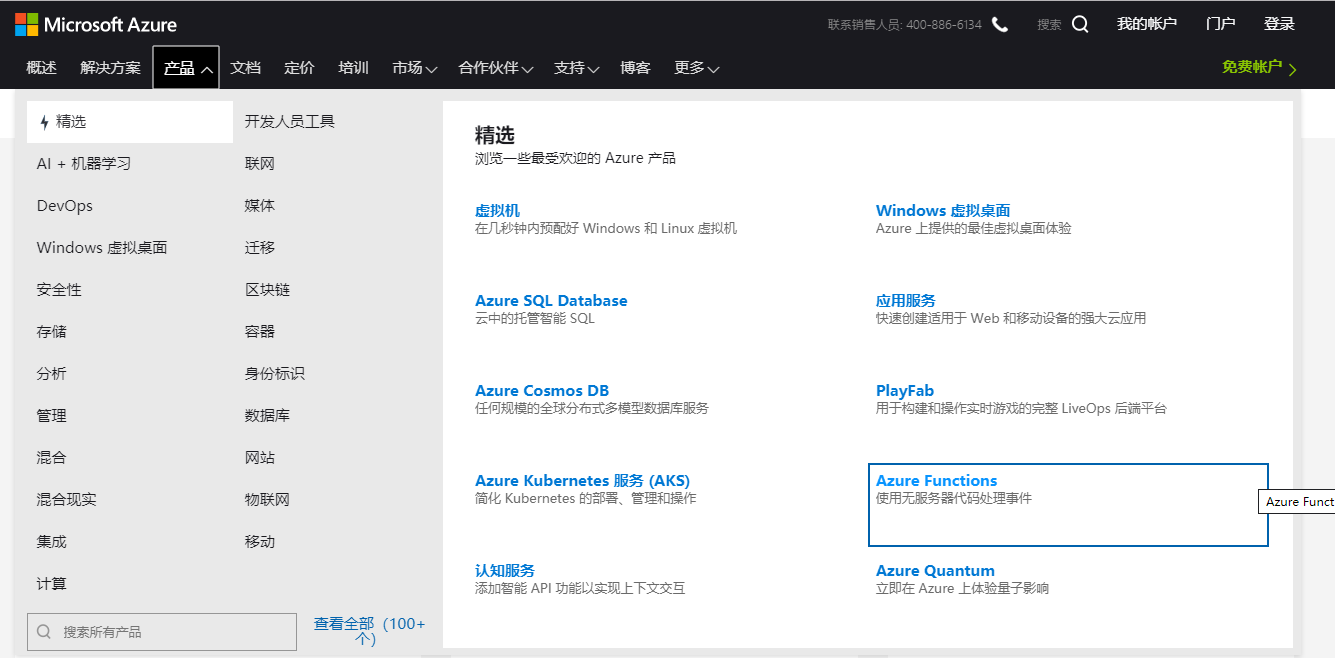 Microsoft Azure
联系销售人员: 400-886-6134
搜索
我的帐户
门户
登录
概述
解决方案
产品
文档
定价
培训
市场
合作伙伴
支持
博客
更多
免费帐户
精选
AI + 机器学习
DevOps
Windows 虚拟桌面
安全性
存储
分析
管理
混合
混合现实
集成
计算
开发人员工具
联网
媒体
迁移
区块链
容器
身份标识
数据库
网站
物联网
移动
搜索所有产品
查看全部（100+
个）
精选
浏览一些最受欢迎的 Azure 产品
虚拟机
在几秒钟内预配好 Windows 和 Linux 虚拟机
Windows 虚拟桌面
Azure 上提供的最佳虚拟桌面体验
Azure SQL Database
云中的托管智能 SQL
应用服务
快速创建适用于 Web 和移动设备的强大云应用
Azure Cosmos DB
任何规模的全球分布式多模型数据库服务
PlayFab
用于构建和操作实时游戏的完整 LiveOps 后端平台
Azure Kubernetes 服务 (AKS)
简化 Kubernetes 的部署、管理和操作
Azure Functions
使用无服务器代码处理事件
Azure Funct
认知服务
添加智能 API 功能以实现上下文交互
Azure Quantum
立即在 Azure 上体验量子影响